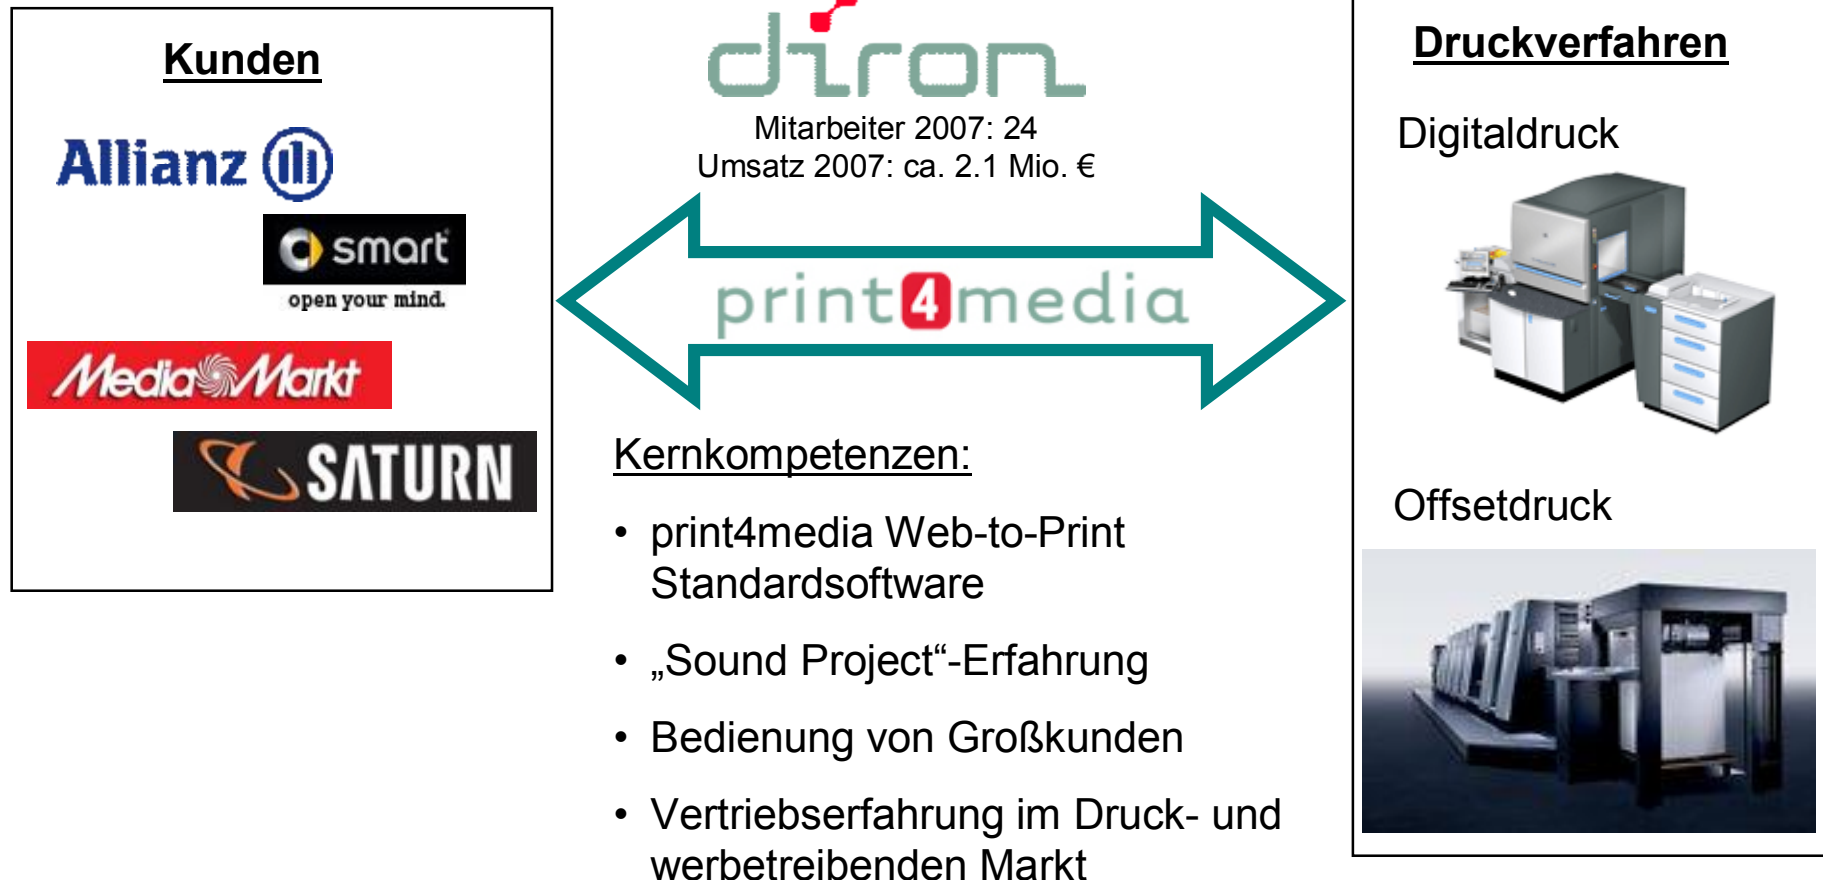 Kunden
Allianz
smart
open your mind.
Media Markt
SATURN
diron
Mitarbeiter 2007: 24
Umsatz 2007: ca. 2.1 Mio. €
print4media
Kernkompetenzen:
• print4media Web-to-Print
Standardsoftware
• „Sound Project“-Erfahrung
• Bedienung von Großkunden
• Vertriebserfahrung im Druck- und
werbetreibenden Markt
Druckverfahren
Digitaldruck
Offsetdruck